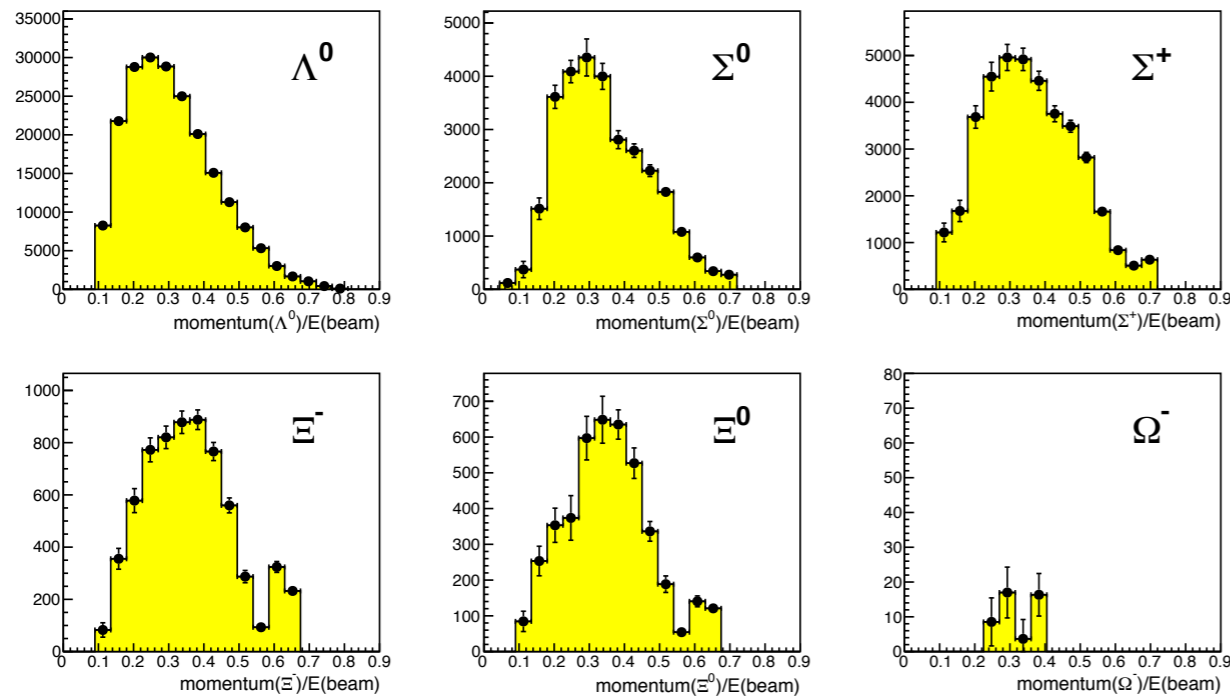 Λ⁰
35000
30000
25000
20000
15000
10000
5000
0
0 0.1 0.2 0.3 0.4 0.5 0.6 0.7 0.8 0.9
momentum(Λ⁰)/E(beam)
Σ⁰
5000
4000
3000
2000
1000
0
0 0.1 0.2 0.3 0.4 0.5 0.6 0.7 0.8 0.9
momentum(Σ⁰)/E(beam)
Σ⁺
5000
4000
3000
2000
1000
0
0 0.1 0.2 0.3 0.4 0.5 0.6 0.7 0.8 0.9
momentum(Σ⁺)/E(beam)
Ξ⁻
1000
800
600
400
200
0
0 0.1 0.2 0.3 0.4 0.5 0.6 0.7 0.8 0.9
momentum(Ξ⁻)/E(beam)
Ξ⁰
700
600
500
400
300
200
100
0
0 0.1 0.2 0.3 0.4 0.5 0.6 0.7 0.8 0.9
momentum(Ξ⁰)/E(beam)
Ω⁻
80
70
60
50
40
30
20
10
0
0 0.1 0.2 0.3 0.4 0.5 0.6 0.7 0.8 0.9
momentum(Ω⁻)/E(beam)